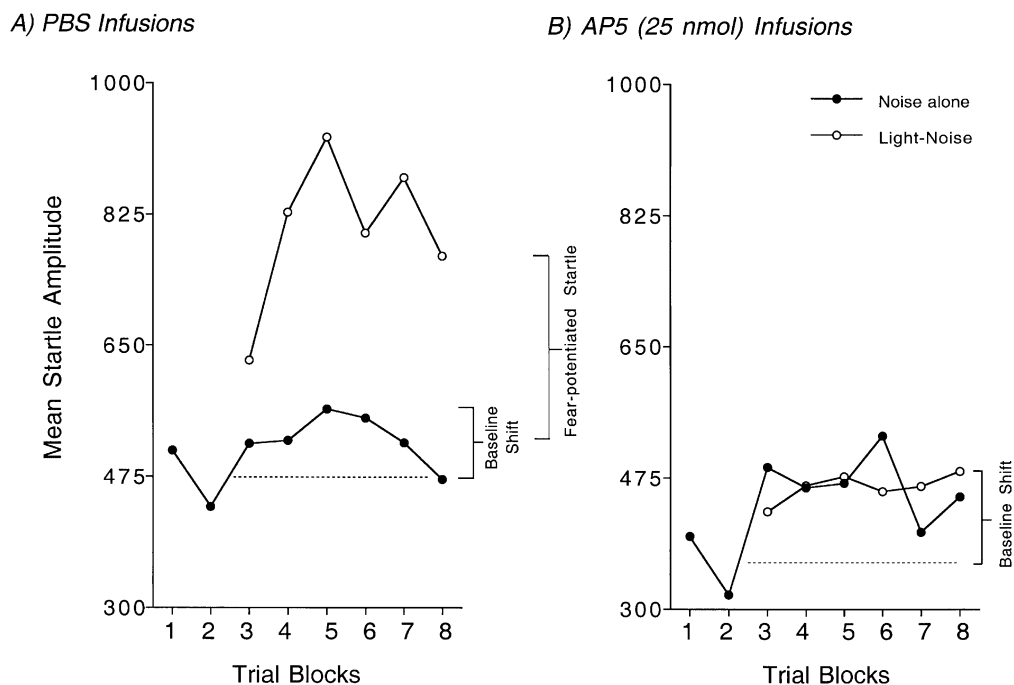 A) PBS Infusions
B) AP5 (25 nmol) Infusions
Mean Startle Amplitude
1000
825
650
475
300
1 2 3 4 5 6 7 8
Trial Blocks
Baseline
Shift
Fear-potentiated Startle
1000
825
650
475
300
Noise alone
Light-Noise
1 2 3 4 5 6 7 8
Trial Blocks
Baseline Shift